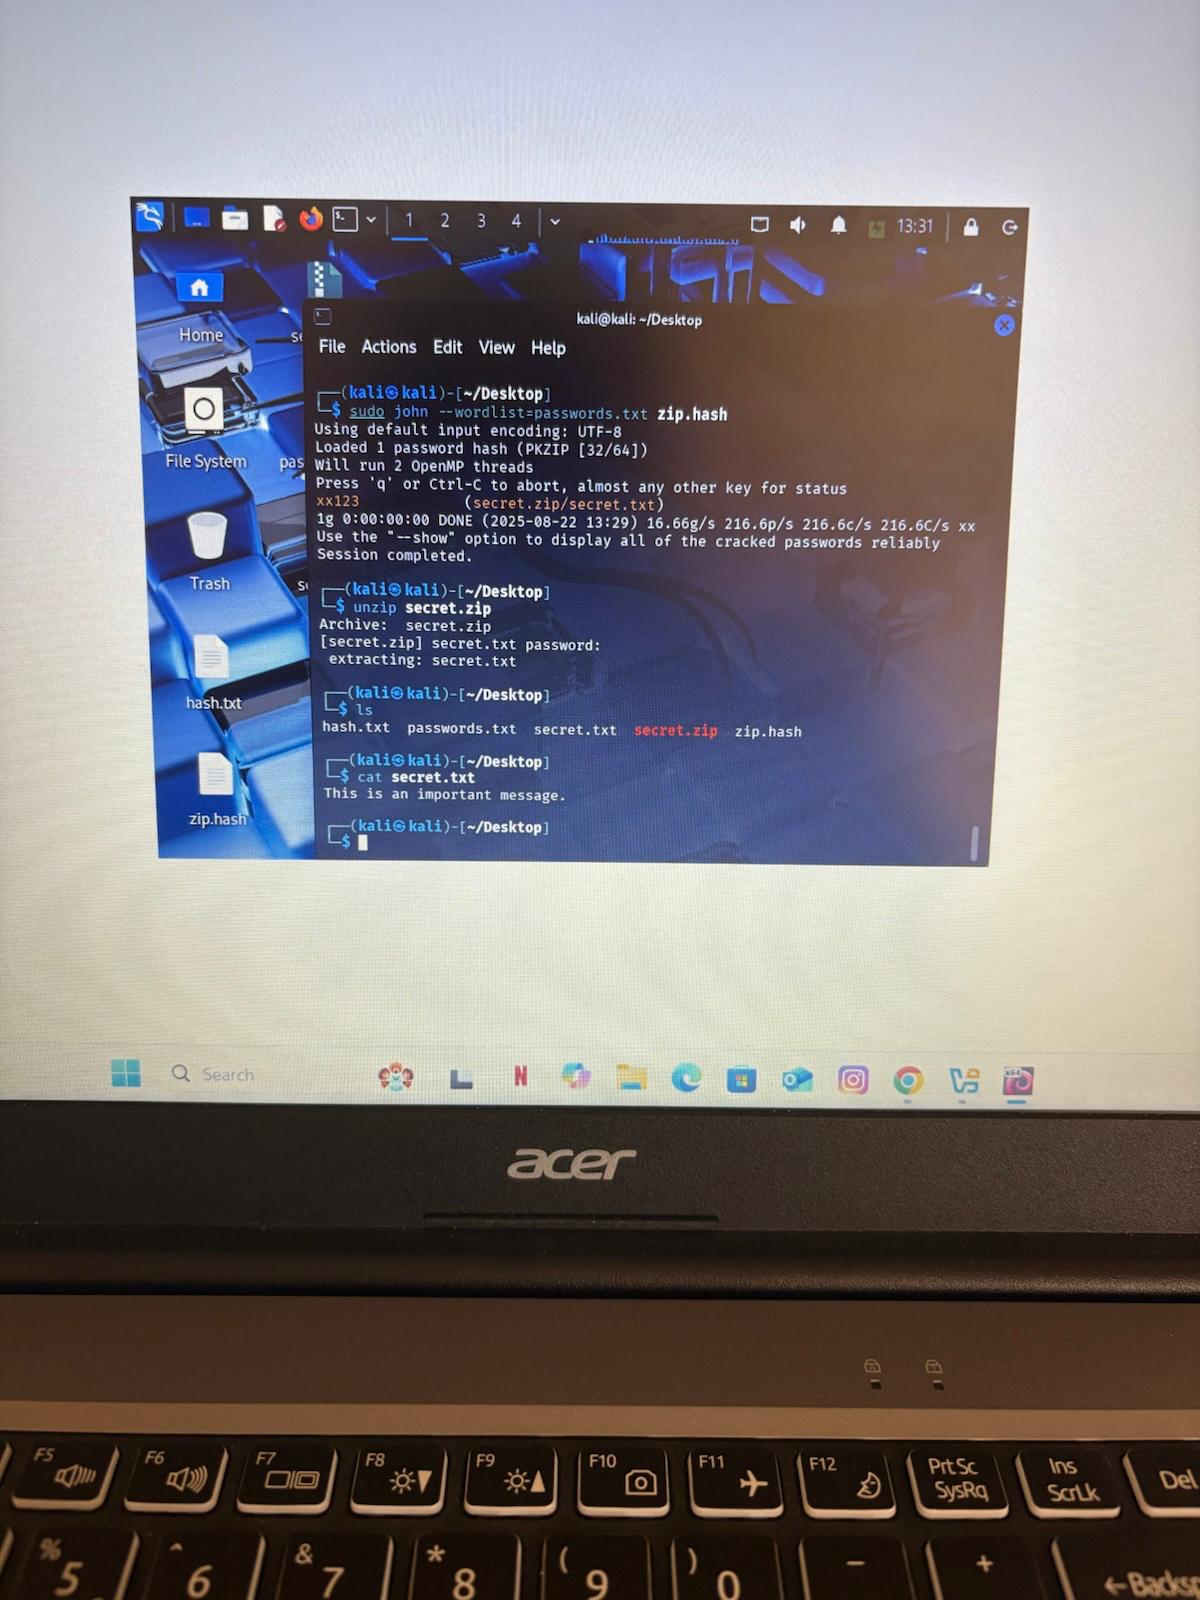 1 2 3 4 13:31
Home
File System
Trash
hash.txt
zip.hash
kali@kali: ~/Desktop
File Actions Edit View Help
(kali㉿kali)-[~/Desktop]
$ sudo john --wordlist=passwords.txt zip.hash
Using default input encoding: UTF-8
Loaded 1 password hash (PKZIP [32/64])
Will run 2 OpenMP threads
Press 'q' or Ctrl-C to abort, almost any other key for status
xx123 (secret.zip/secret.txt)
1g 0:00:00:00 DONE (2025-08-22 13:29) 16.66g/s 216.6p/s 216.6c/s 216.6C/s xx
Use the "--show" option to display all of the cracked passwords reliably
Session completed.
(kali㉿kali)-[~/Desktop]
$ unzip secret.zip
Archive: secret.zip
[secret.zip] secret.txt password:
extracting: secret.txt
(kali㉿kali)-[~/Desktop]
$ ls
hash.txt passwords.txt secret.txt secret.zip zip.hash
(kali㉿kali)-[~/Desktop]
$ cat secret.txt
This is an important message.
(kali㉿kali)-[~/Desktop]
$
Search
N
x64
acer
F5 F6 F7 F8 F9 F10 F11 F12 PrtSc SysRq Ins ScrLk Del
% 5 ^ 6 & 7 * 8 ( 9 ) 0 - +